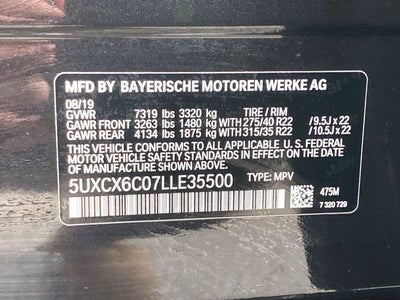 MFD BY BAYERISCHE MOTOREN WERKE AG
08/19
GVWR 7319 lbs 3320 kg TIRE / RIM
GAWR FRONT 3263 lbs 1480 kg WITH 275/40 R22 / 9.5J x 22
GAWR REAR 4134 lbs 1875 kg WITH 315/35 R22 / 10.5J x 22
THIS VEHICLE CONFORMS TO ALL APPLICABLE U. S. FEDERAL
MOTOR VEHICLE SAFETY STANDARDS IN EFFECT ON THE
DATE OF MANUFACTURE SHOWN ABOVE.
5UXCX6C07LLE35500 TYPE: MPV
475M
7 320 729